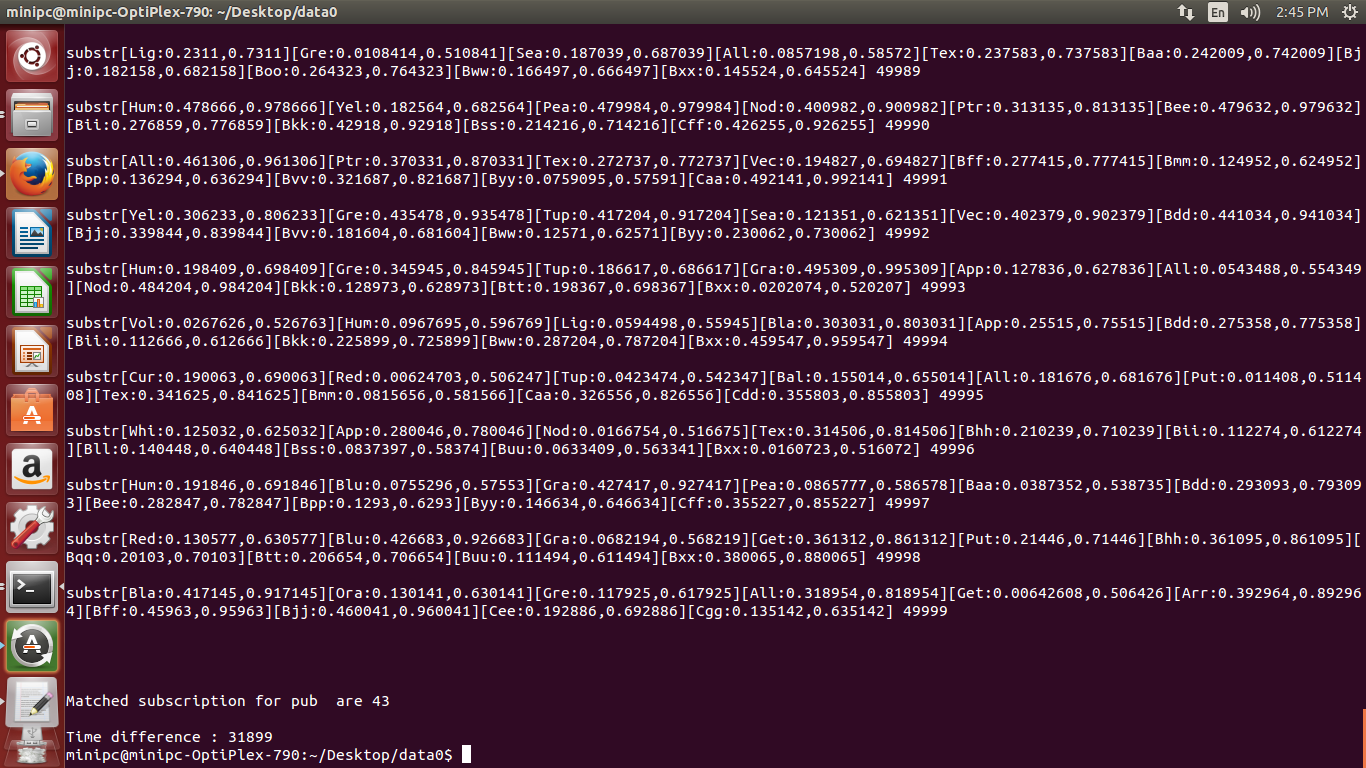 minipc@minipc-OptiPlex-790: ~/Desktop/data0
En
2:45 PM
substr[Lig:0.2311,0.7311][Gre:0.0108414,0.510841][Sea:0.187039,0.687039][All:0.0857198,0.58572][Tex:0.237583,0.737583][Baa:0.242009,0.742009][Bj
j:0.182158,0.682158][Boo:0.264323,0.764323][Bww:0.166497,0.666497][Bxx:0.145524,0.645524] 49989
substr[Hum:0.478666,0.978666][Yel:0.182564,0.682564][Pea:0.479984,0.979984][Nod:0.400982,0.900982][Ptr:0.313135,0.813135][Bee:0.479632,0.979632]
[Bii:0.276859,0.776859][Bkk:0.42918,0.92918][Bss:0.214216,0.714216][Cff:0.426255,0.926255] 49990
substr[All:0.461306,0.961306][Ptr:0.370331,0.870331][Tex:0.272737,0.772737][Vec:0.194827,0.694827][Bff:0.277415,0.777415][Bmm:0.124952,0.624952]
[Bpp:0.136294,0.636294][Bvv:0.321687,0.821687][Byy:0.0759095,0.57591][Caa:0.492141,0.992141] 49991
substr[Yel:0.306233,0.806233][Gre:0.435478,0.935478][Tup:0.417204,0.917204][Sea:0.121351,0.621351][Vec:0.402379,0.902379][Bdd:0.441034,0.941034]
[Bjj:0.339844,0.839844][Bvv:0.181604,0.681604][Bww:0.12571,0.62571][Byy:0.230062,0.730062] 49992
substr[Hum:0.198409,0.698409][Gre:0.345945,0.845945][Tup:0.186617,0.686617][Gra:0.495309,0.995309][App:0.127836,0.627836][All:0.0543488,0.554349
][Nod:0.484204,0.984204][Bkk:0.128973,0.628973][Btt:0.198367,0.698367][Bxx:0.0202074,0.520207] 49993
substr[Vol:0.0267626,0.526763][Hum:0.0967695,0.596769][Lig:0.0594498,0.55945][Bla:0.303031,0.803031][App:0.25515,0.75515][Bdd:0.275358,0.775358]
[Bii:0.112666,0.612666][Bkk:0.225899,0.725899][Bww:0.287204,0.787204][Bxx:0.459547,0.959547] 49994
substr[Cur:0.190063,0.690063][Red:0.00624703,0.506247][Tup:0.0423474,0.542347][Bal:0.155014,0.655014][All:0.181676,0.681676][Put:0.011408,0.5114
08][Tex:0.341625,0.841625][Bmm:0.0815656,0.581566][Caa:0.326556,0.826556][Cdd:0.355803,0.855803] 49995
substr[Whi:0.125032,0.625032][App:0.280046,0.780046][Nod:0.0166754,0.516675][Tex:0.314506,0.814506][Bhh:0.210239,0.710239][Bii:0.112274,0.612274
][Bll:0.140448,0.640448][Bss:0.0837397,0.58374][Buu:0.0633409,0.563341][Bxx:0.0160723,0.516072] 49996
substr[Hum:0.191846,0.691846][Blu:0.0755296,0.57553][Gra:0.427417,0.927417][Pea:0.0865777,0.586578][Baa:0.0387352,0.538735][Bdd:0.293093,0.79309
3][Bee:0.282847,0.782847][Bpp:0.1293,0.6293][Byy:0.146634,0.646634][Cff:0.355227,0.855227] 49997
substr[Red:0.130577,0.630577][Blu:0.426683,0.926683][Gra:0.0682194,0.568219][Get:0.361312,0.861312][Put:0.21446,0.71446][Bhh:0.361095,0.861095][
Bqq:0.20103,0.70103][Btt:0.206654,0.706654][Buu:0.111494,0.611494][Bxx:0.380065,0.880065] 49998
substr[Bla:0.417145,0.917145][Ora:0.130141,0.630141][Gre:0.117925,0.617925][All:0.318954,0.818954][Get:0.00642608,0.506426][Arr:0.392964,0.89296
4][Bff:0.45963,0.95963][Bjj:0.460041,0.960041][Cee:0.192886,0.692886][Cgg:0.135142,0.635142] 49999
Matched subscription for pub  are 43
Time difference : 31899
minipc@minipc-OptiPlex-790:~/Desktop/data0$